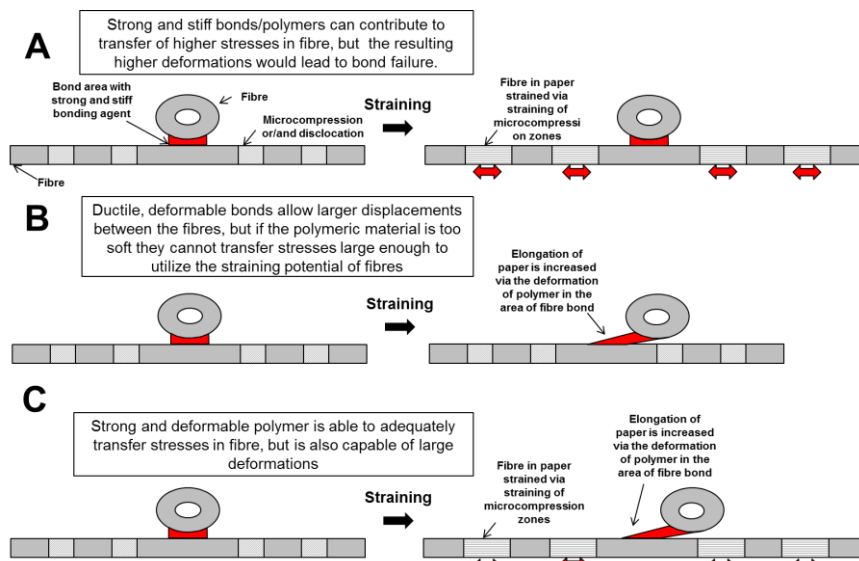 A
Strong and stiff bonds/polymers can contribute to
transfer of higher stresses in fibre, but the resulting
higher deformations would lead to bond failure.
Bond area with
strong and stiff
bonding agent
Fibre
Microcompression
or/and disclocation
Fibre
Straining
Fibre in paper
strained via
straining of
microcompressi
on zones
B
Ductile, deformable bonds allow larger displacements
between the fibres, but if the polymeric material is too
soft they cannot transfer stresses large enough to
utilize the straining potential of fibres
Straining
Elongation of
paper is increased
via the deformation
of polymer in the
area of fibre bond
C
Strong and deformable polymer is able to adequately
transfer stresses in fibre, but is also capable of large
deformations
Straining
Fibre in paper
strained via
straining of
microcompression
zones
Elongation of
paper is increased
via the deformation
of polymer in the
area of fibre bond